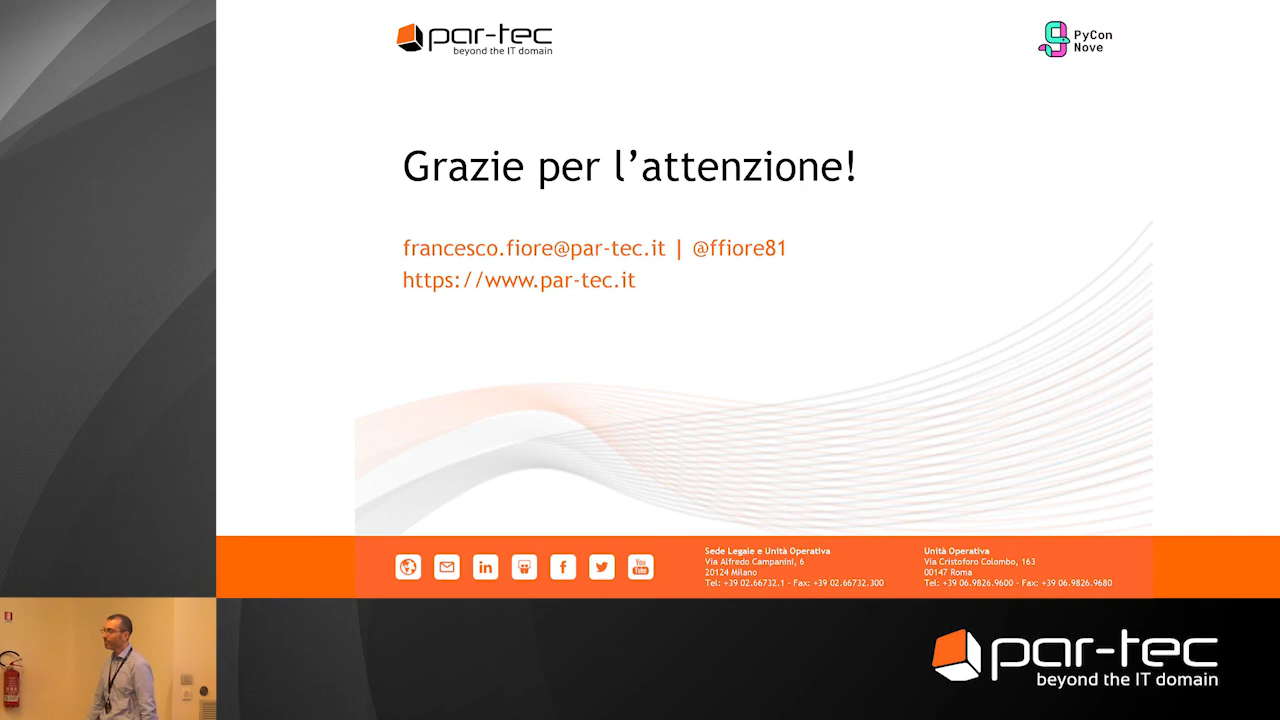 par-tec
beyond the IT domain
PyCon
Nove
Grazie per l’attenzione!
francesco.fiore@par-tec.it | @ffiore81
https://www.par-tec.it
in
f
You
Tube
Sede Legale e Unità Operativa
Via Alfredo Campanini, 6
20124 Milano
Tel: +39 02.66732.1 - Fax: +39 02.66732.300
Unità Operativa
Via Cristoforo Colombo, 163
00147 Roma
Tel: +39 06.9826.9600 - Fax: +39 06.9826.9680
par-tec
beyond the IT domain